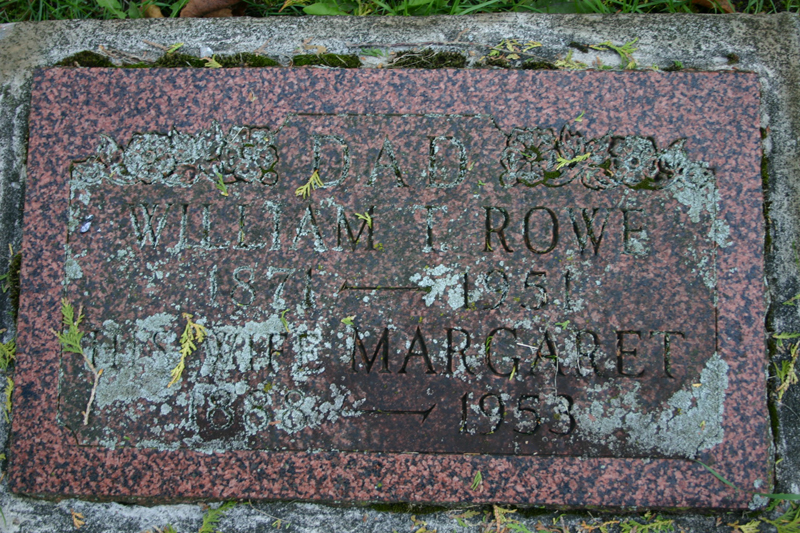 DAD
WILLIAM T. ROWE
1871 — 1951
HIS WIFE MARGARET
1888 — 1953